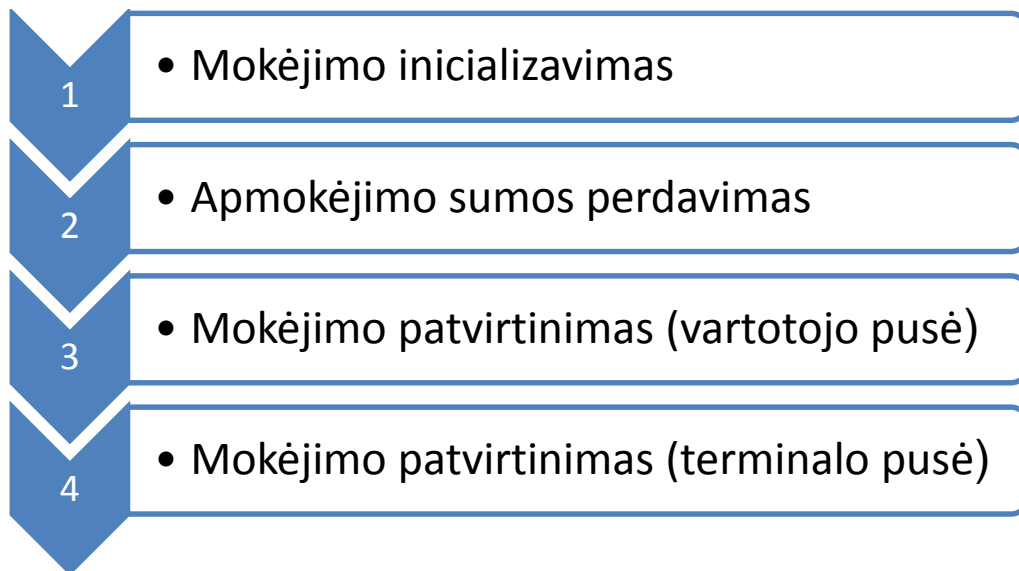 1
• Mokėjimo inicializavimas
2
• Apmokėjimo sumos perdavimas
3
• Mokėjimo patvirtinimas (vartotojo pusė)
4
• Mokėjimo patvirtinimas (terminalo pusė)